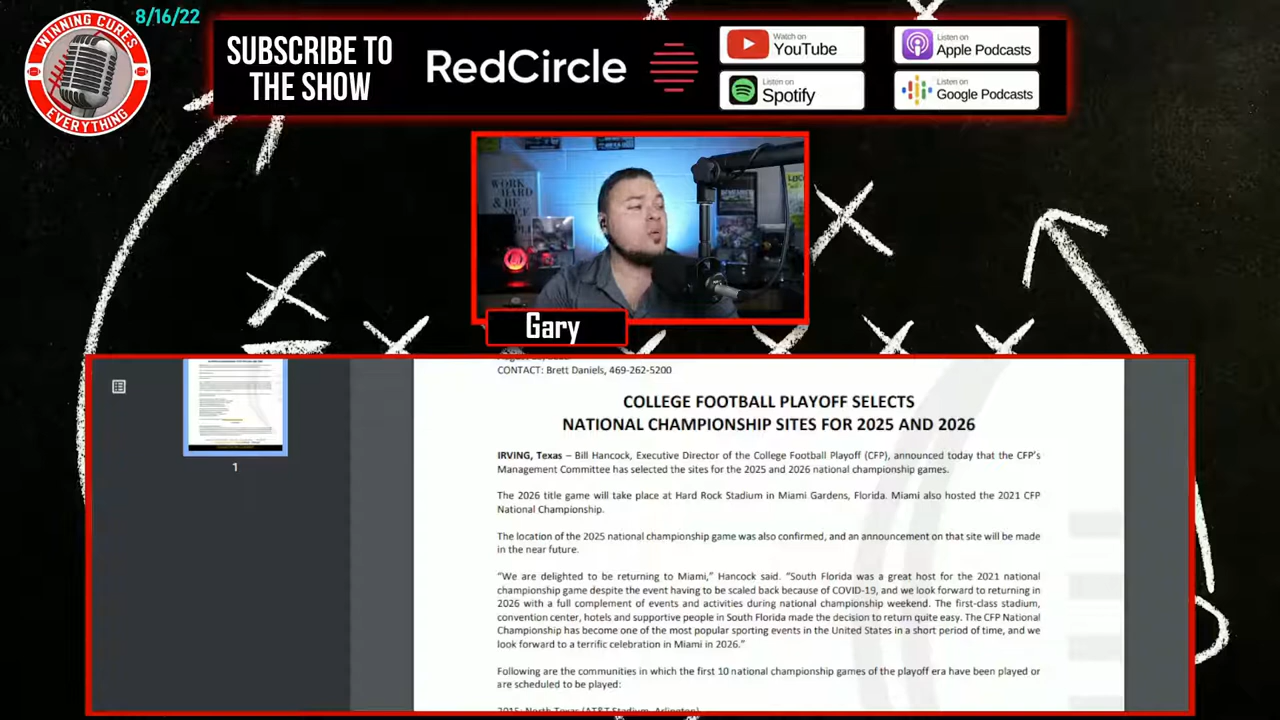 8/16/22
WINNING CURES
EVERYTHING
SUBSCRIBE TO
THE SHOW
RedCircle
Watch on
YouTube
Listen on
Spotify
Listen on
Apple Podcasts
Listen on
Google Podcasts
WORK
HARD
& BE
NICE
Gary
1
CONTACT: Brett Daniels, 469-262-5200
COLLEGE FOOTBALL PLAYOFF SELECTS
NATIONAL CHAMPIONSHIP SITES FOR 2025 AND 2026
IRVING, Texas – Bill Hancock, Executive Director of the College Football Playoff (CFP), announced today that the CFP's
Management Committee has selected the sites for the 2025 and 2026 national championship games.
The 2026 title game will take place at Hard Rock Stadium in Miami Gardens, Florida. Miami also hosted the 2021 CFP
National Championship.
The location of the 2025 national championship game was also confirmed, and an announcement on that site will be made
in the near future.
"We are delighted to be returning to Miami," Hancock said. "South Florida was a great host for the 2021 national
championship game despite the event having to be scaled back because of COVID-19, and we look forward to returning in
2026 with a full complement of events and activities during national championship weekend. The first-class stadium,
convention center, hotels and supportive people in South Florida made the decision to return quite easy. The CFP National
Championship has become one of the most popular sporting events in the United States in a short period of time, and we
look forward to a terrific celebration in Miami in 2026."
Following are the communities in which the first 10 national championship games of the playoff era have been played or
are scheduled to be played:
2015: North Texas (AT&T Stadium, Arlington)